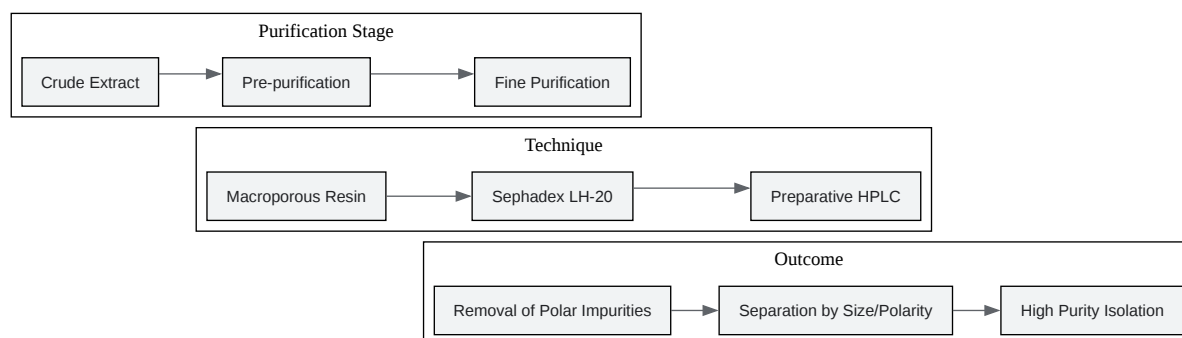 Purification Stage
Crude Extract
Pre-purification
Fine Purification
Technique
Macroporous Resin
Sephadex LH-20
Preparative HPLC
Outcome
Removal of Polar Impurities
Separation by Size/Polarity
High Purity Isolation